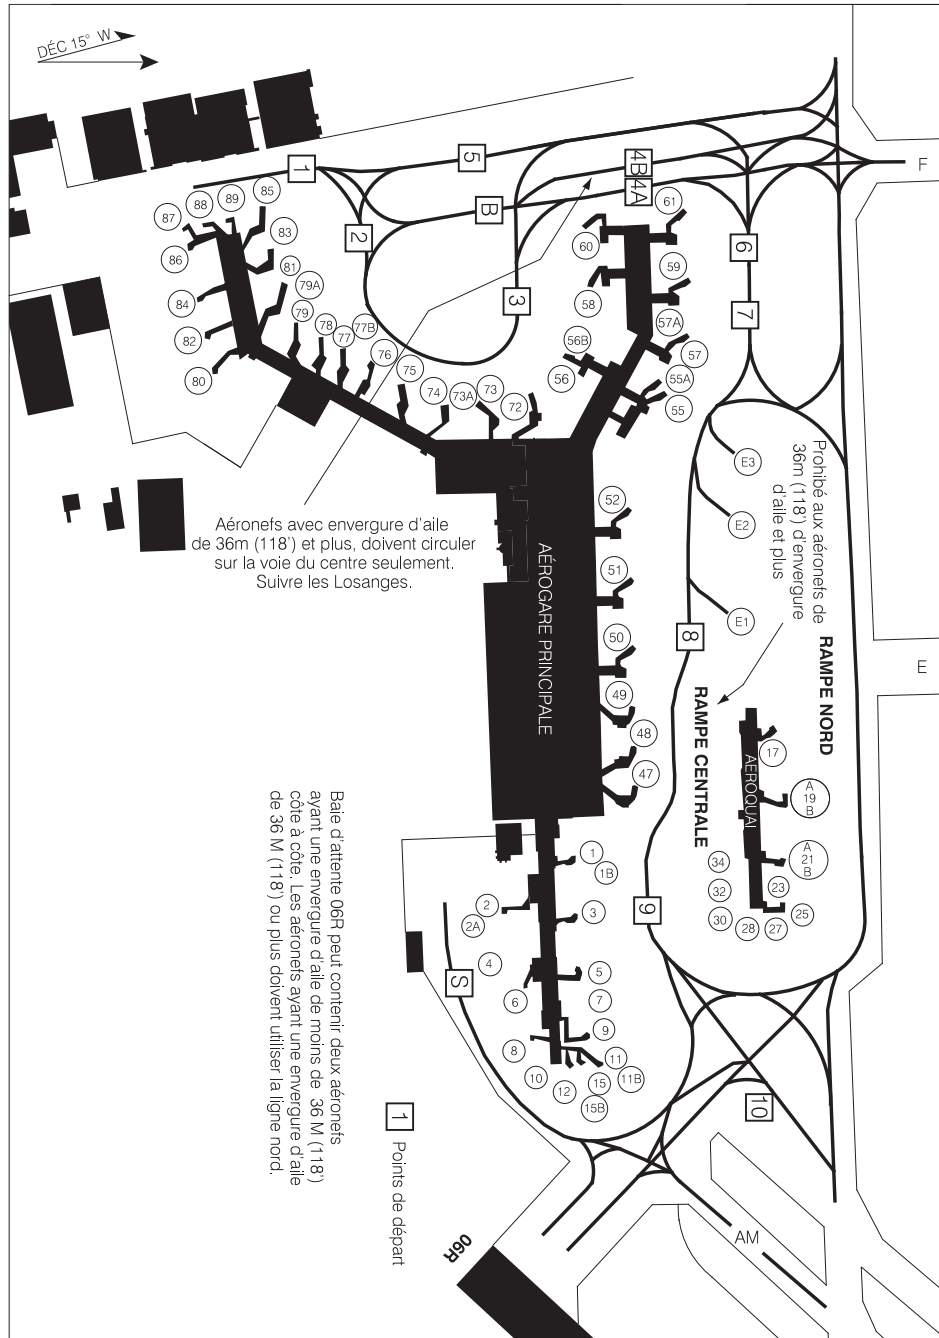 DÉC 15° W
1
5
4B
4A
B
2
3
6
7
F
61
60
59
58
57A
57
56B
56
55A
55
85
89
88
87
83
86
81
79A
84
79
78
77
77B
82
76
75
80
74
73A
73
72
E3
E2
E1
Prohibé aux aéronefs de
36m (118') d'envergure
d'aile et plus
Aéronefs avec envergure d'aile
de 36m (118') et plus, doivent circuler
sur la voie du centre seulement.
Suivre les Losanges.
AÉROGARE PRINCIPALE
52
51
50
49
48
47
8
E
RAMPE NORD
RAMPE CENTRALE
AEROQUAI
17
A
19
B
A
21
B
34
32
30
28
27
25
23
9
1
1B
2
2A
3
4
5
6
7
8
9
10
11
11B
12
15
15B
S
10
Baie d'attente 06R peut contenir deux aéronefs
ayant une envergure d'aile de moins de 36 M (118')
côte à côte. Les aéronefs ayant une envergure d'aile
de 36 M (118') ou plus doivent utiliser la ligne nord.
1 Points de départ
06R
AM